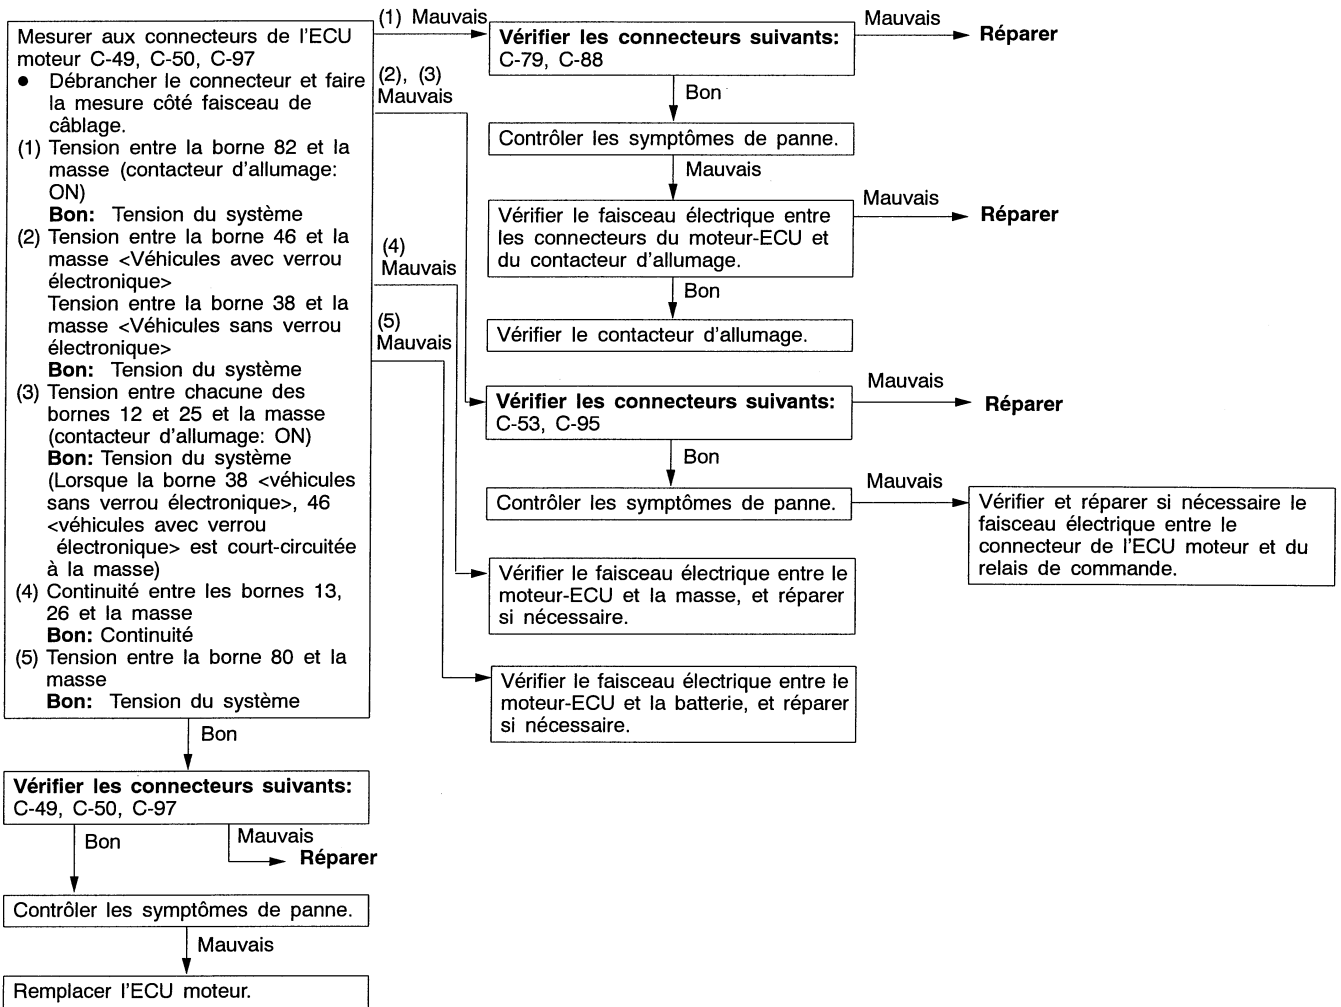 Mesurer aux connecteurs de l'ECU
moteur C-49, C-50, C-97
● Débrancher le connecteur et faire
la mesure côté faisceau de
câblage.
(1) Tension entre la borne 82 et la
masse (contacteur d'allumage:
ON)
Bon: Tension du système
(2) Tension entre la borne 46 et la
masse <Véhicules avec verrou
électronique>
Tension entre la borne 38 et la
masse <Véhicules sans verrou
électronique>
Bon: Tension du système
(3) Tension entre chacune des
bornes 12 et 25 et la masse
(contacteur d'allumage: ON)
Bon: Tension du système
(Lorsque la borne 38 <véhicules
sans verrou électronique>, 46
<véhicules avec verrou
électronique> est court-circuitée
à la masse)
(4) Continuité entre les bornes 13,
26 et la masse
Bon: Continuité
(5) Tension entre la borne 80 et la
masse
Bon: Tension du système
(1) Mauvais
Vérifier les connecteurs suivants:
C-79, C-88
Mauvais
Réparer
Bon
Contrôler les symptômes de panne.
Mauvais
Vérifier le faisceau électrique entre
les connecteurs du moteur-ECU et
du contacteur d'allumage.
Mauvais
Réparer
Bon
Vérifier le contacteur d'allumage.
(2), (3)
Mauvais
Vérifier les connecteurs suivants:
C-53, C-95
Mauvais
Réparer
Bon
Contrôler les symptômes de panne.
Mauvais
Vérifier et réparer si nécessaire le
faisceau électrique entre le
connecteur de l'ECU moteur et du
relais de commande.
(4)
Mauvais
Vérifier le faisceau électrique entre le
moteur-ECU et la masse, et réparer
si nécessaire.
(5)
Mauvais
Vérifier le faisceau électrique entre le
moteur-ECU et la batterie, et réparer
si nécessaire.
Bon
Vérifier les connecteurs suivants:
C-49, C-50, C-97
Bon
Mauvais
Réparer
Contrôler les symptômes de panne.
Mauvais
Remplacer l'ECU moteur.